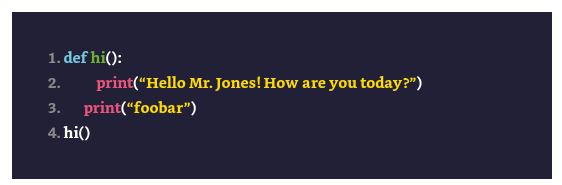 1. def hi():
2.         print(“Hello Mr. Jones! How are you today?”)
3.      print(“foobar”)
4. hi()